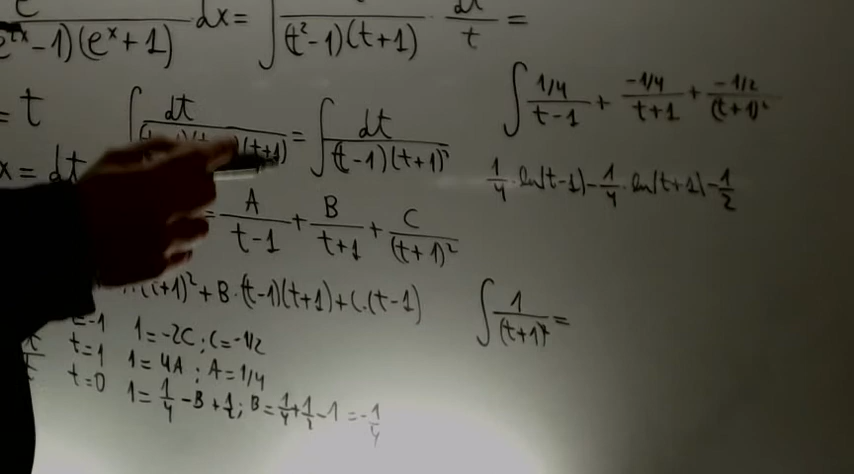 (e^{2x}-1)(e^x+1) dx = ∫ / (t²-1)(t+1) · dt/t =
= t
x = dt
∫ dt / (t+1) = ∫ dt / (t-1)(t+1)²
= A/(t-1) + B/(t+1) + C/(t+1)²
(t+1)² + B·(t-1)(t+1) + C·(t-1)
t=-1 1=-2C; C=-1/2
t=1 1=4A; A=1/4
t=0 1=1/4 -B+1/2; B=1/4+1/2-1=-1/4
∫ (1/4)/(t-1) + (-1/4)/(t+1) + (-1/2)/(t+1)²
1/4 · ln(t-1) - 1/4 · ln(t+1) - 1/2
∫ 1/(t+1)² =